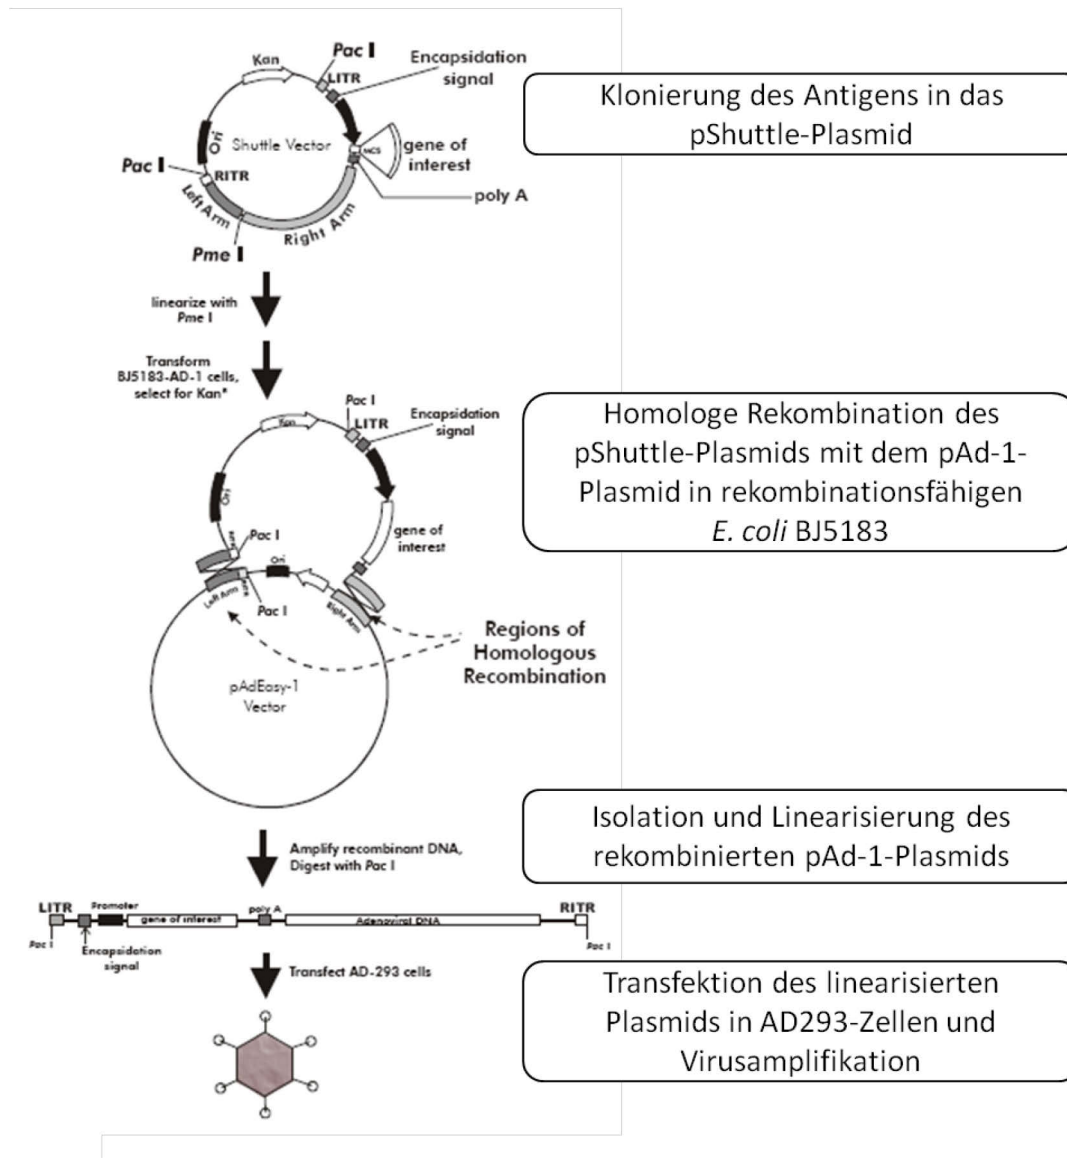 Kan
Pac I
LITR
Encapsidation
signal
Ori
Shuttle Vector
MCS
gene of
interest
Pac I
RITR
poly A
Left Arm
Right Arm
Pme I
Klonierung des Antigens in das
pShuttle-Plasmid
linearize with
Pme I
Transform
BJ5183-AD-1 cells,
select for Kanᴿ
Kan
Pac I
LITR
Encapsidation
signal
Ori
gene of
interest
Pac I
Ori
Left Arm
Pac I
Right Arm
Regions of
Homologous
Recombination
pAdEasy-1
Vector
Homologe Rekombination des
pShuttle-Plasmids mit dem pAd-1-
Plasmid in rekombinationsfähigen
E. coli BJ5183
Amplify recombinant DNA,
Digest with Pac I
Isolation und Linearisierung des
rekombinierten pAd-1-Plasmids
LITR
Promoter
gene of interest
poly A
Adenoviral DNA
RITR
Pac I
Encapsidation
signal
Pac I
Transfect AD-293 cells
Transfektion des linearisierten
Plasmids in AD293-Zellen und
Virusamplifikation